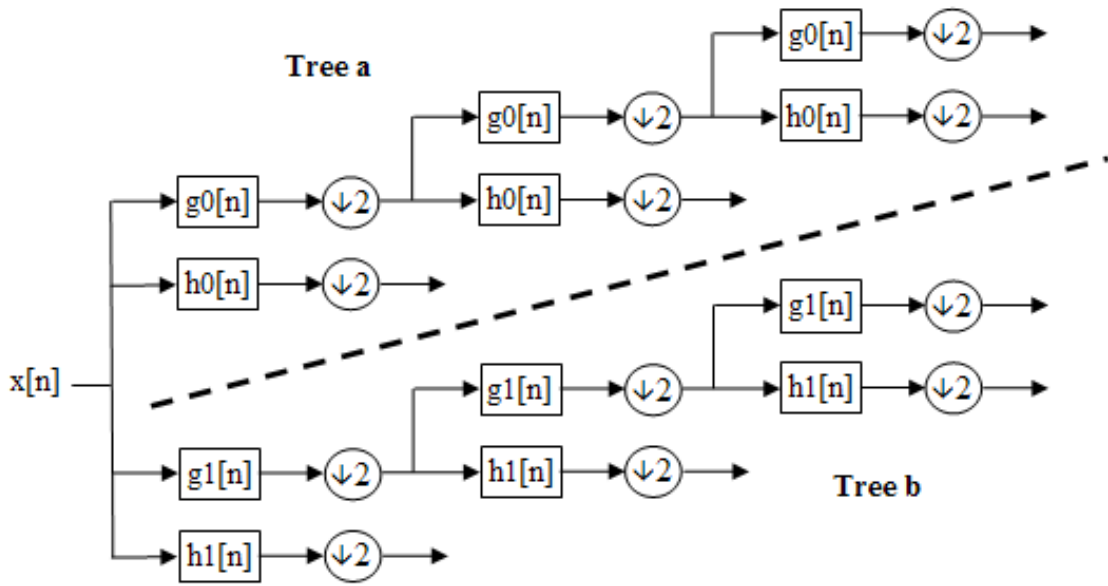 g0[n] ↓2
Tree a
g0[n] ↓2 h0[n] ↓2
g0[n] ↓2 h0[n] ↓2
h0[n] ↓2
g1[n] ↓2
x[n] g1[n] ↓2 h1[n] ↓2
g1[n] ↓2 h1[n] ↓2
Tree b
h1[n] ↓2